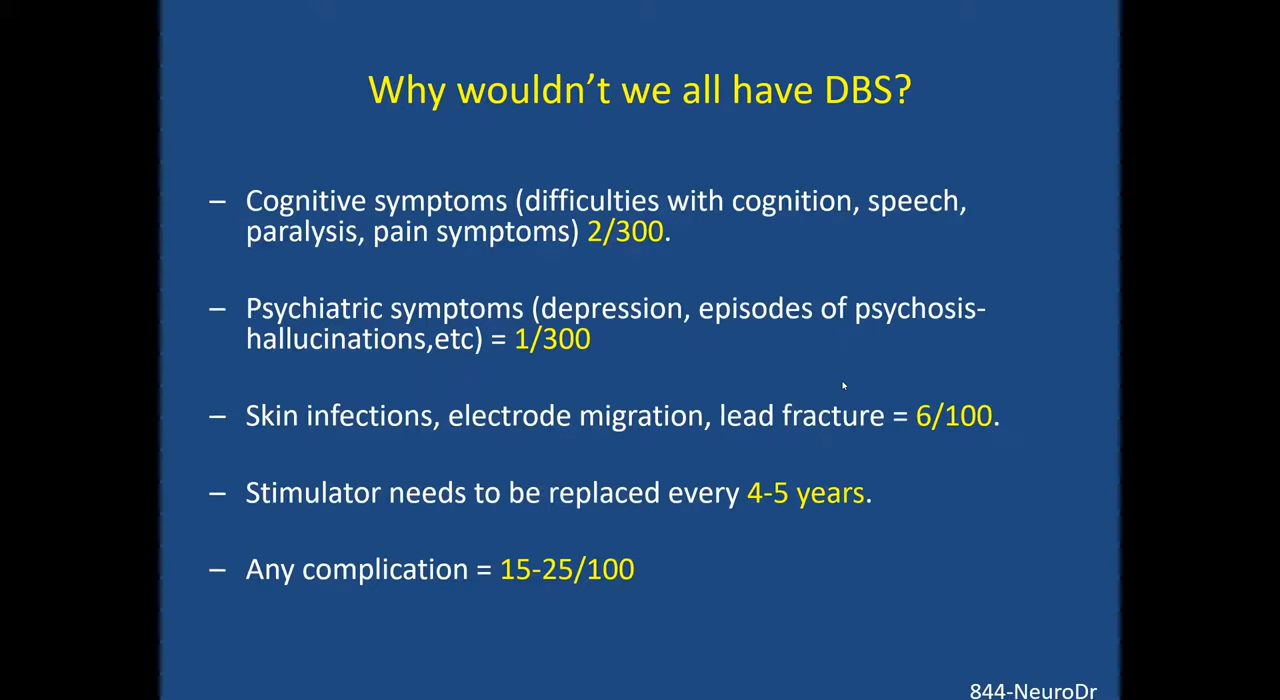 Why wouldn’t we all have DBS?
– Cognitive symptoms (difficulties with cognition, speech,
paralysis, pain symptoms) 2/300.
– Psychiatric symptoms (depression, episodes of psychosis-
hallucinations,etc) = 1/300
– Skin infections, electrode migration, lead fracture = 6/100.
– Stimulator needs to be replaced every 4-5 years.
– Any complication = 15-25/100
844-NeuroDr